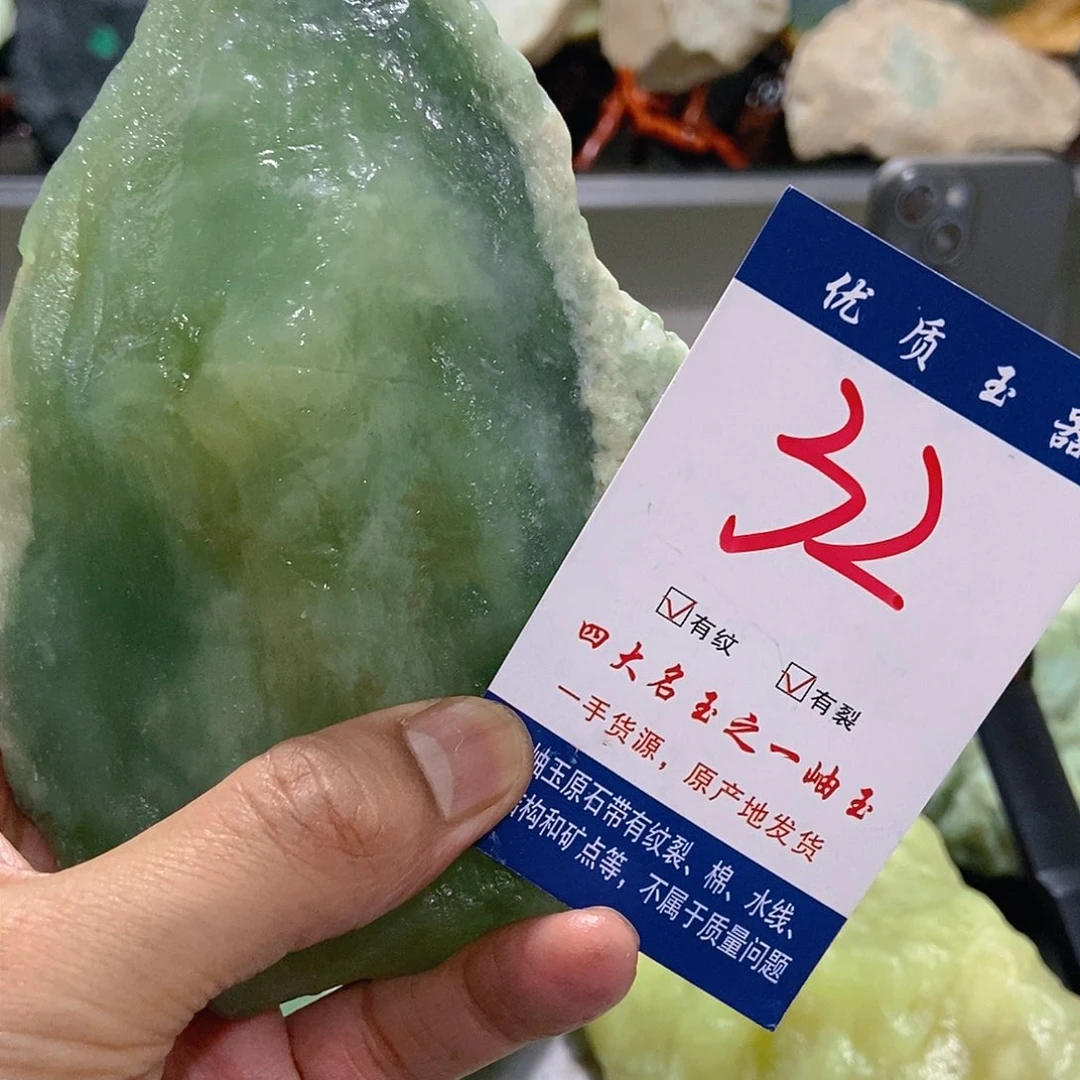 优质玉器
32
☑有纹 ☑有裂
四大名玉之一岫玉
一手货源，原产地发货
岫玉原石带有纹裂、棉、水线、
构和矿点等，不属于质量问题